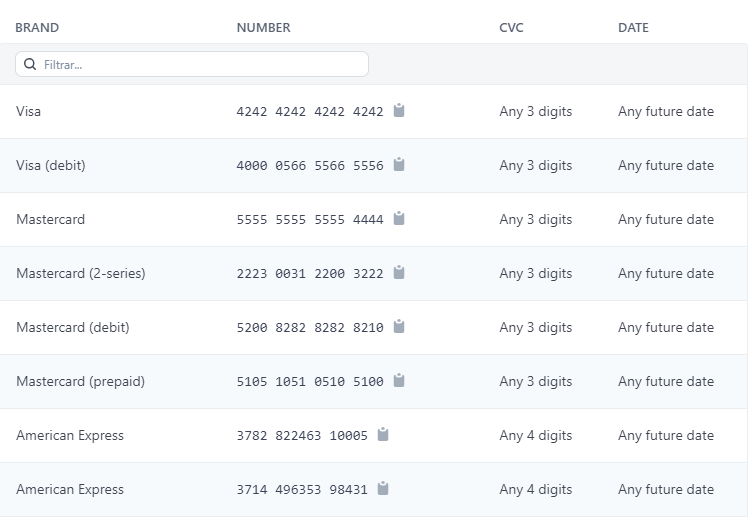 BRAND NUMBER CVC DATE
Filtrar...
Visa 4242 4242 4242 4242 Any 3 digits Any future date
Visa (debit) 4000 0566 5566 5556 Any 3 digits Any future date
Mastercard 5555 5555 5555 4444 Any 3 digits Any future date
Mastercard (2-series) 2223 0031 2200 3222 Any 3 digits Any future date
Mastercard (debit) 5200 8282 8282 8210 Any 3 digits Any future date
Mastercard (prepaid) 5105 1051 0510 5100 Any 3 digits Any future date
American Express 3782 822463 10005 Any 4 digits Any future date
American Express 3714 496353 98431 Any 4 digits Any future date